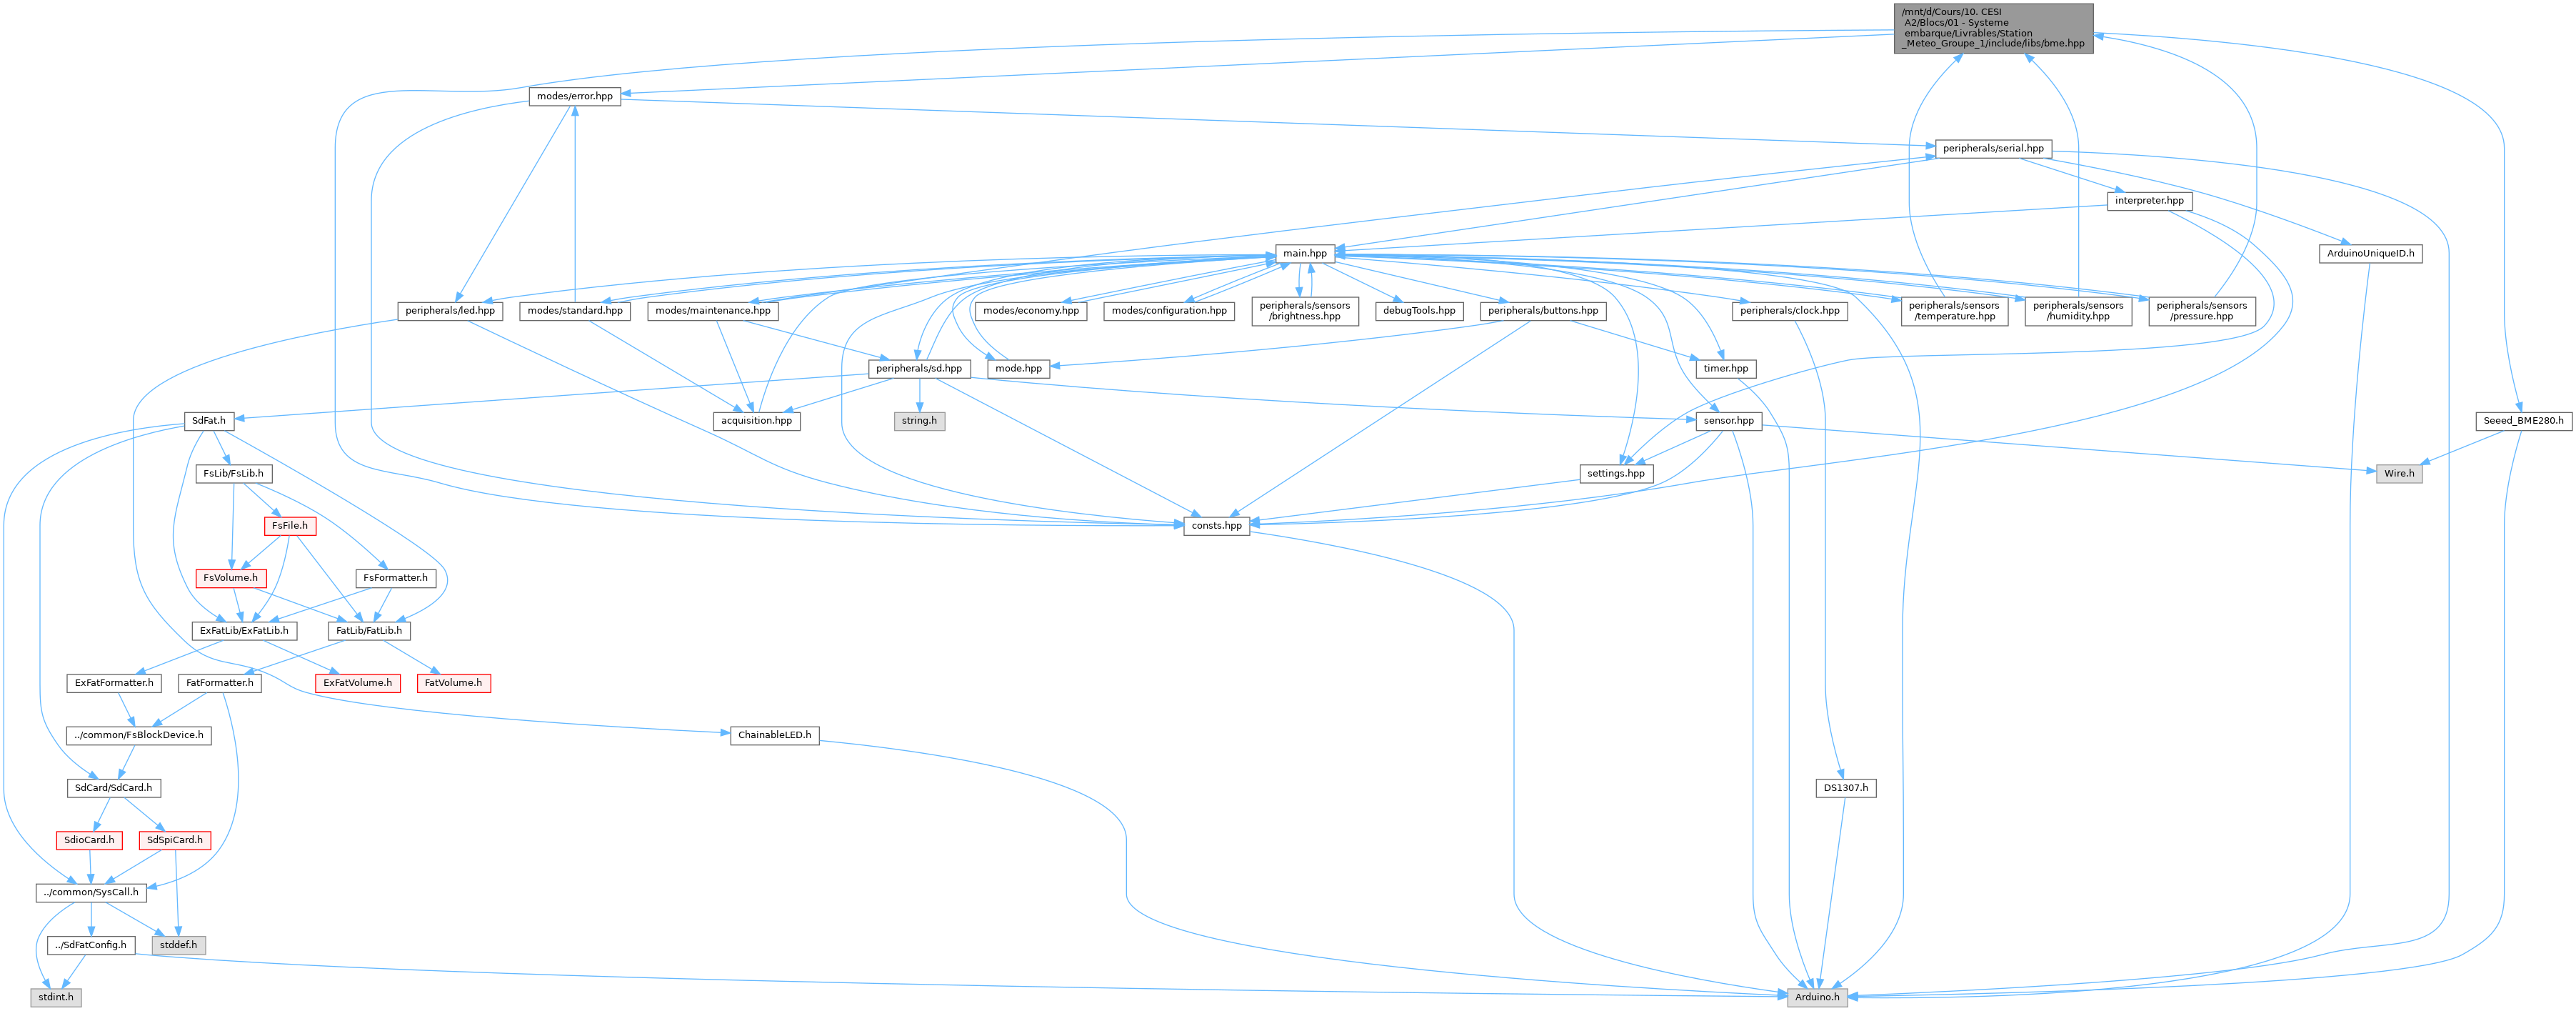 /mnt/d/Cours/10. CESI
A2/Blocs/01 - Systeme
embarque/Livrables/Station
_Meteo_Groupe_1/include/libs/bme.hpp
modes/error.hpp
peripherals/serial.hpp
interpreter.hpp
main.hpp
ArduinoUniqueID.h
peripherals/led.hpp
modes/standard.hpp
modes/maintenance.hpp
modes/economy.hpp
modes/configuration.hpp
peripherals/sensors
/brightness.hpp
debugTools.hpp
peripherals/buttons.hpp
peripherals/clock.hpp
peripherals/sensors
/temperature.hpp
peripherals/sensors
/humidity.hpp
peripherals/sensors
/pressure.hpp
peripherals/sd.hpp
mode.hpp
timer.hpp
SdFat.h
acquisition.hpp
string.h
sensor.hpp
Seeed_BME280.h
FsLib/FsLib.h
settings.hpp
Wire.h
FsFile.h
consts.hpp
FsVolume.h
FsFormatter.h
ExFatLib/ExFatLib.h
FatLib/FatLib.h
ExFatFormatter.h
FatFormatter.h
ExFatVolume.h
FatVolume.h
../common/FsBlockDevice.h
ChainableLED.h
SdCard/SdCard.h
DS1307.h
SdioCard.h
SdSpiCard.h
../common/SysCall.h
../SdFatConfig.h
stddef.h
stdint.h
Arduino.h